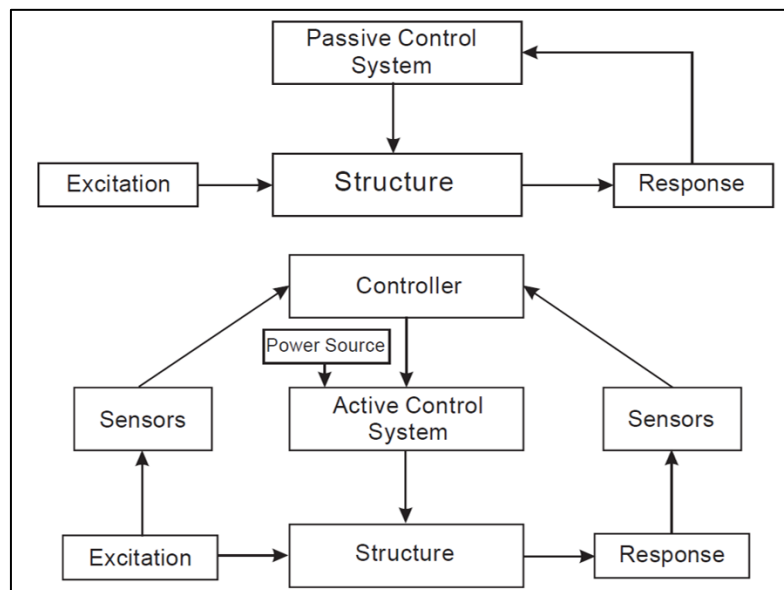 Passive Control
System
Excitation
Structure
Response
Controller
Power Source
Sensors
Active Control
System
Sensors
Excitation
Structure
Response